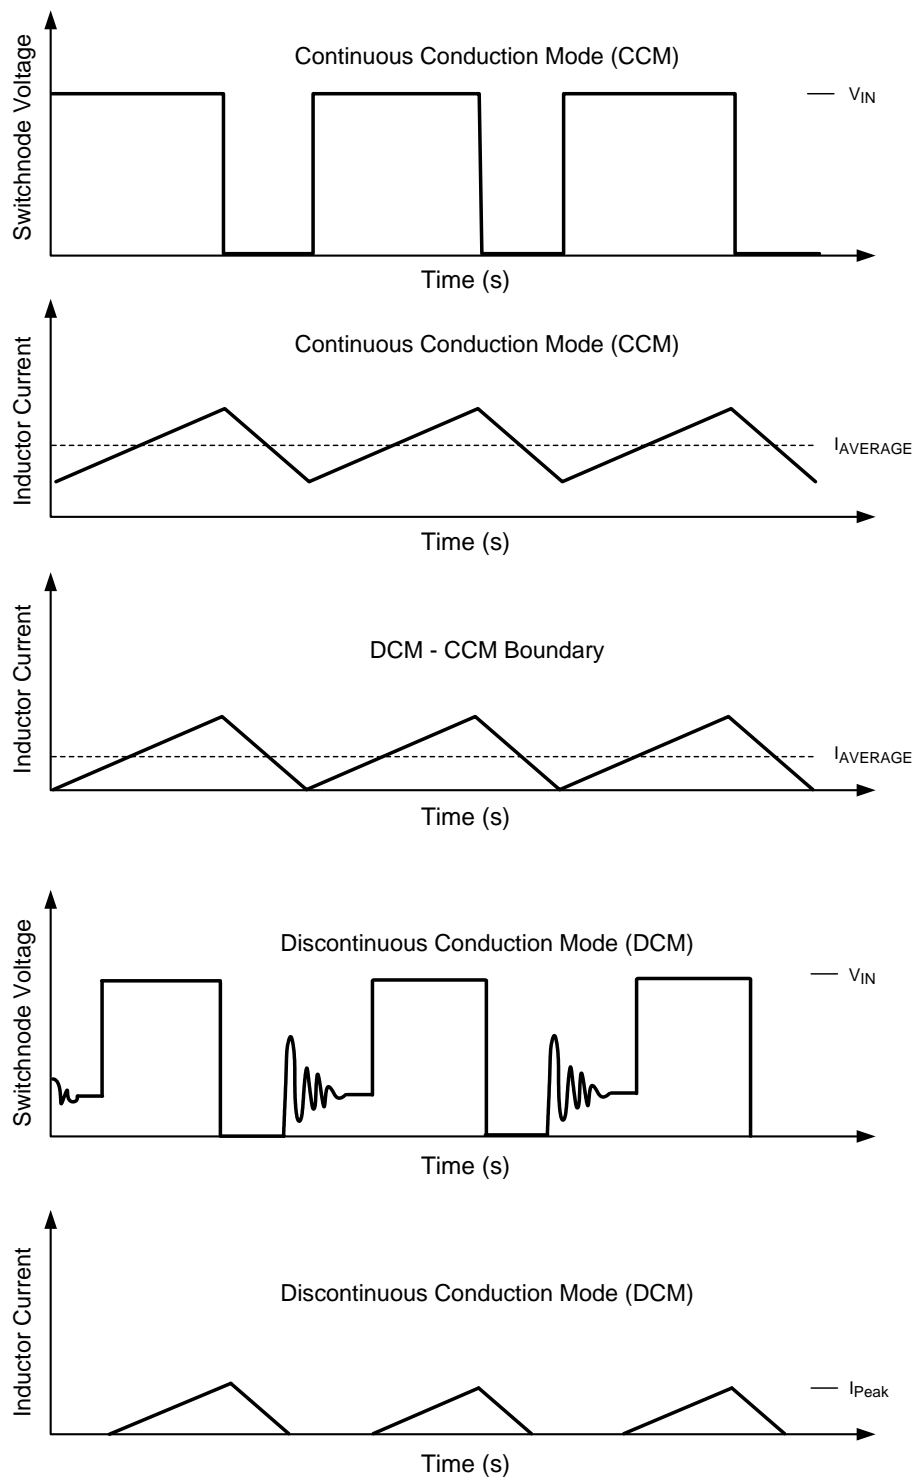 Switchnode Voltage
Continuous Conduction Mode (CCM)
VIN
Time (s)
Inductor Current
Continuous Conduction Mode (CCM)
IAVERAGE
Time (s)
Inductor Current
DCM - CCM Boundary
IAVERAGE
Time (s)
Switchnode Voltage
Discontinuous Conduction Mode (DCM)
VIN
Time (s)
Inductor Current
Discontinuous Conduction Mode (DCM)
IPeak
Time (s)